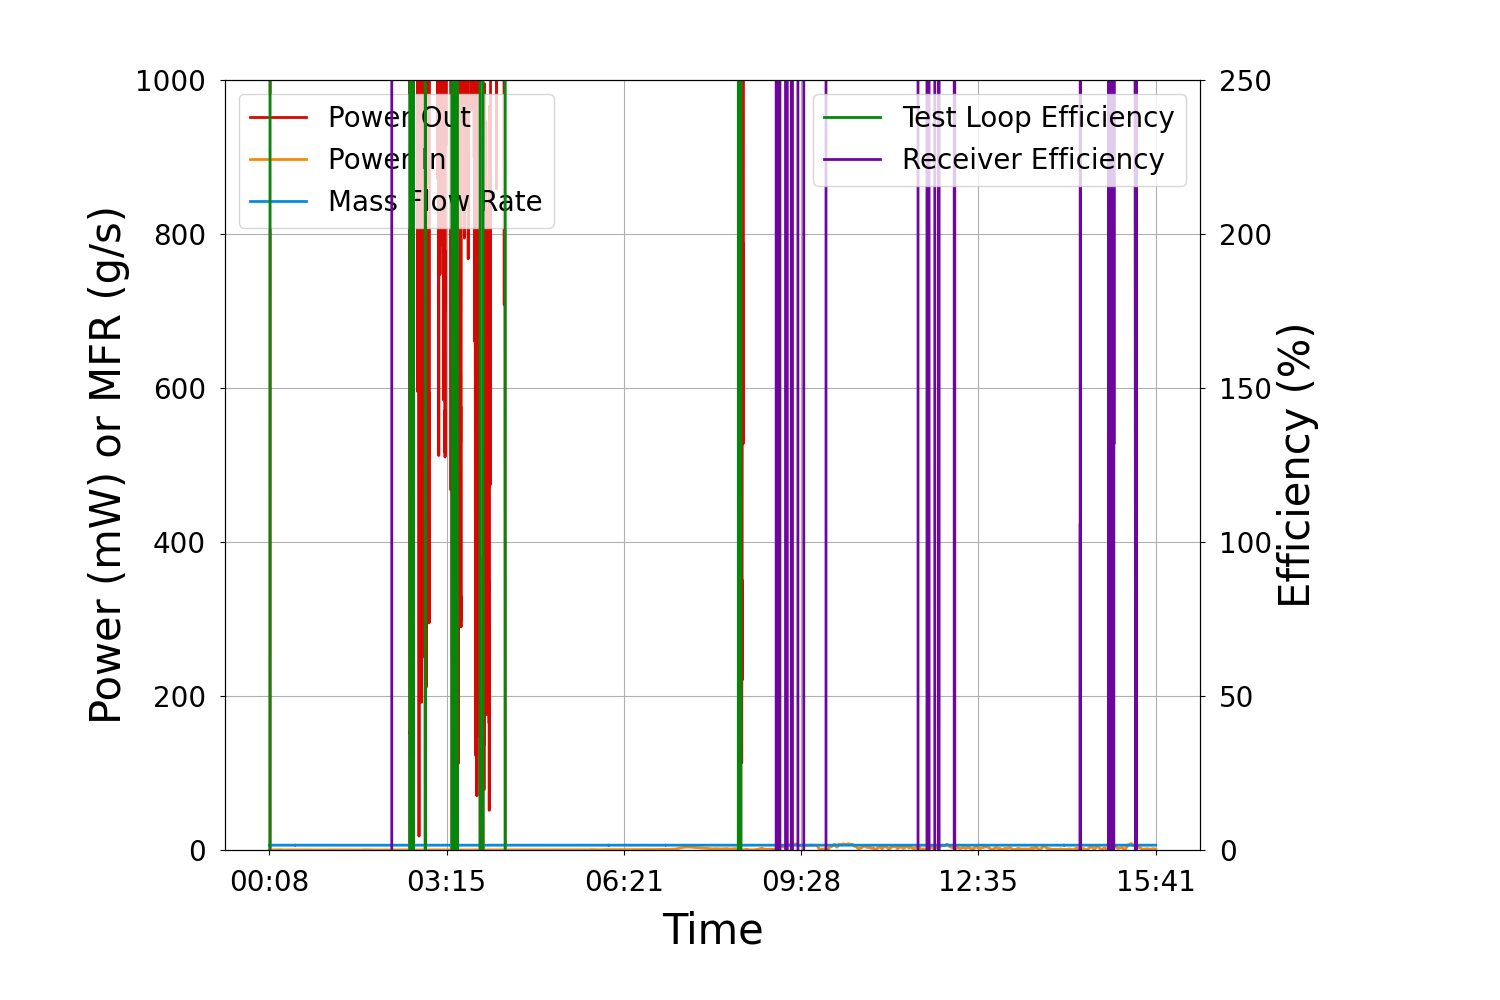 1000
800
600
400
200
0
Power (mW) or MFR (g/s)
Power Out
Power In
Mass Flow Rate
Test Loop Efficiency
Receiver Efficiency
250
200
150
100
50
0
Efficiency (%)
00:08 03:15 06:21 09:28 12:35 15:41
Time